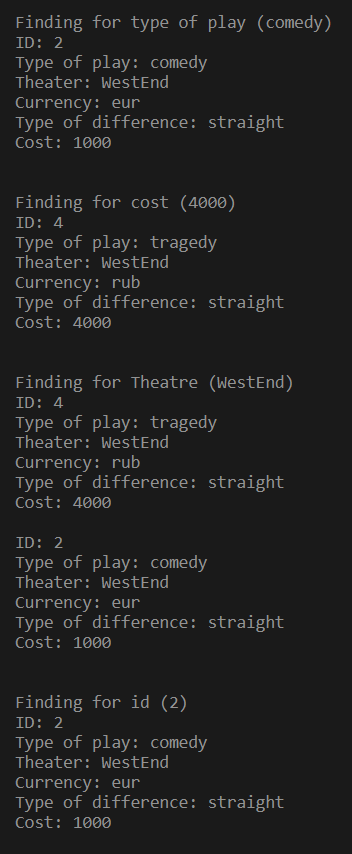 Finding for type of play (comedy)
ID: 2
Type of play: comedy
Theater: WestEnd
Currency: eur
Type of difference: straight
Cost: 1000
Finding for cost (4000)
ID: 4
Type of play: tragedy
Theater: WestEnd
Currency: rub
Type of difference: straight
Cost: 4000
Finding for Theatre (WestEnd)
ID: 4
Type of play: tragedy
Theater: WestEnd
Currency: rub
Type of difference: straight
Cost: 4000
ID: 2
Type of play: comedy
Theater: WestEnd
Currency: eur
Type of difference: straight
Cost: 1000
Finding for id (2)
ID: 2
Type of play: comedy
Theater: WestEnd
Currency: eur
Type of difference: straight
Cost: 1000